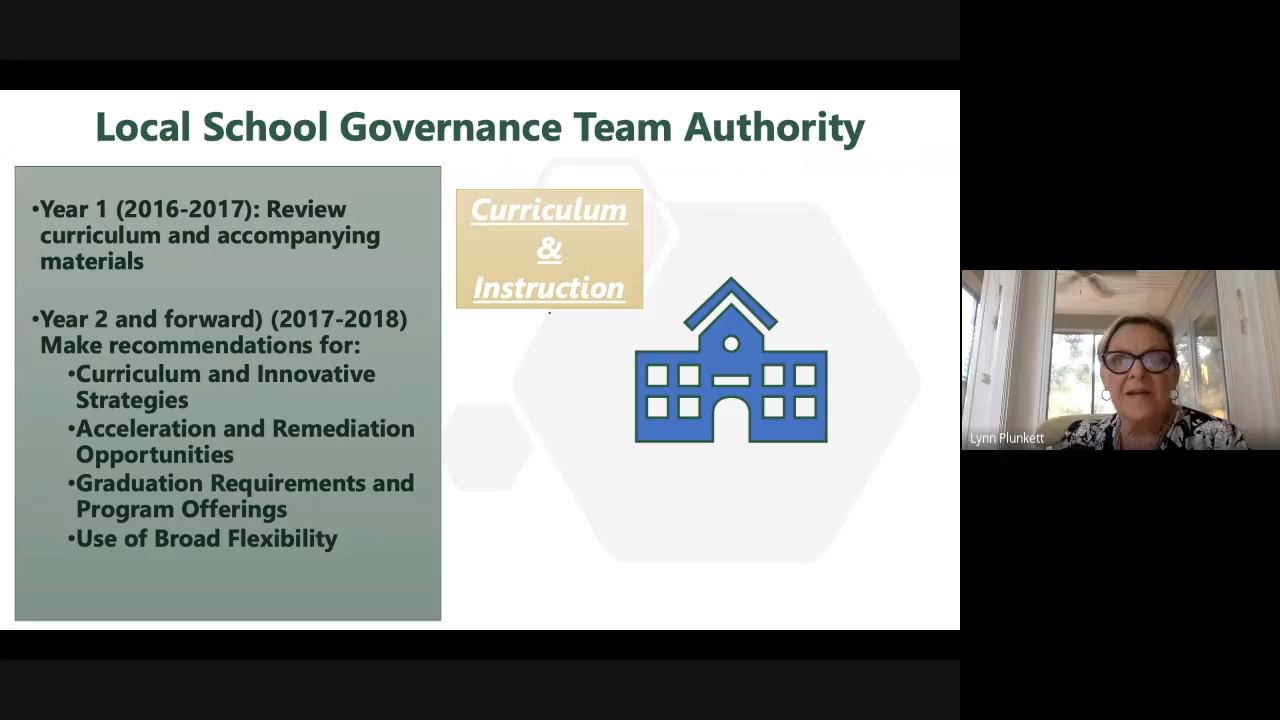 Local School Governance Team Authority
•Year 1 (2016-2017): Review
curriculum and accompanying
materials
•Year 2 and forward) (2017-2018)
Make recommendations for:
•Curriculum and Innovative
Strategies
•Acceleration and Remediation
Opportunities
•Graduation Requirements and
Program Offerings
•Use of Broad Flexibility
Curriculum
&
Instruction
.
Lynn Plunkett